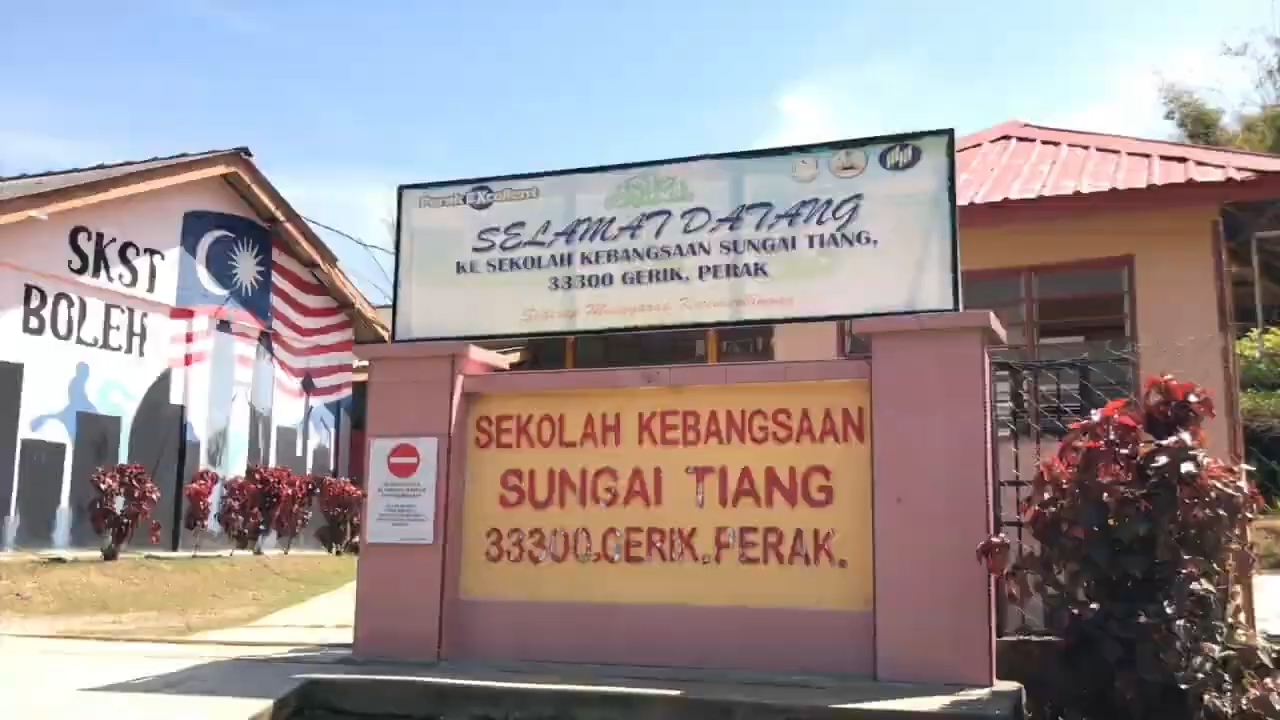 SKST
BOLEH
Perak EXcellent
SELAMAT DATANG
KE SEKOLAH KEBANGSAAN SUNGAI TIANG,
33300 GERIK, PERAK
SEKOLAH KEBANGSAAN
SUNGAI TIANG
33300.GERIK.PERAK.